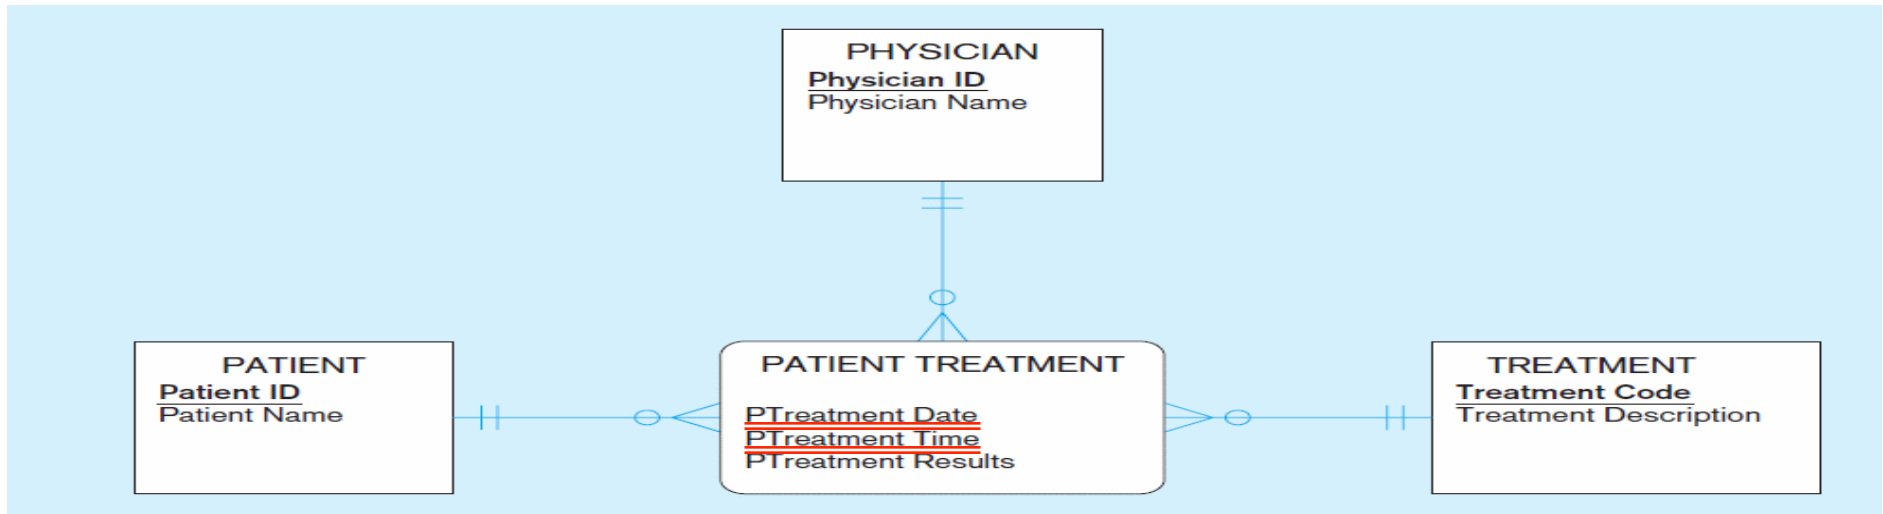 PHYSICIAN
Physician ID
Physician Name
PATIENT
Patient ID
Patient Name
PATIENT TREATMENT
PTreatment Date
PTreatment Time
PTreatment Results
TREATMENT
Treatment Code
Treatment Description